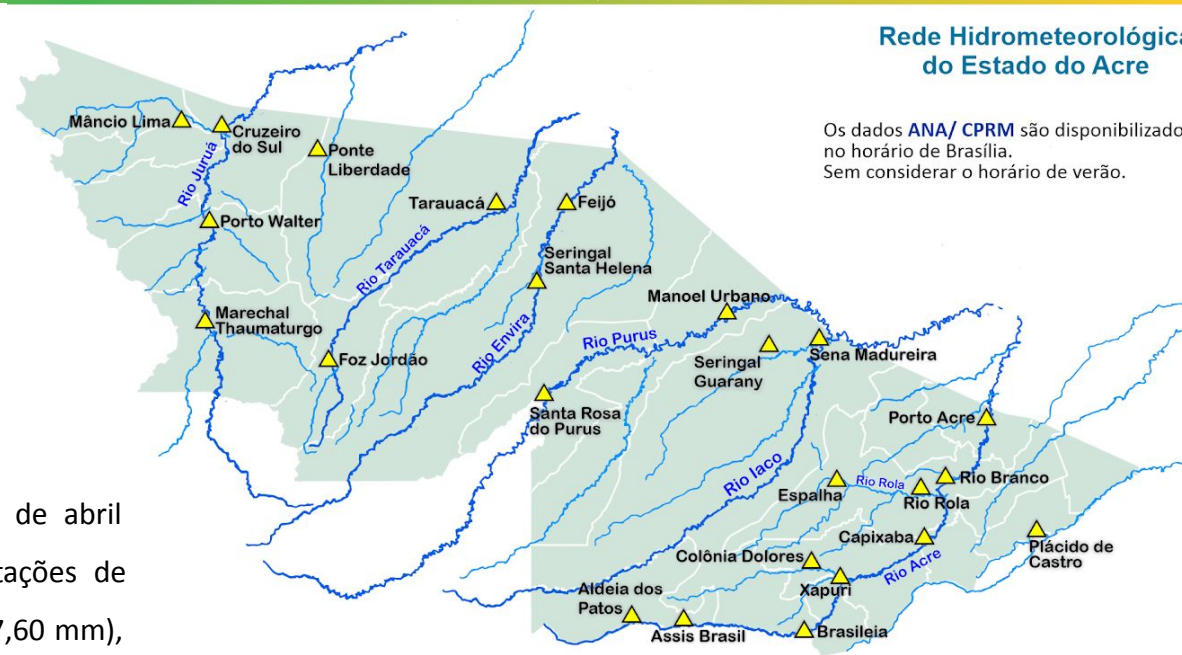 Rede Hidrometeorológica
do Estado do Acre
Os dados ANA/ CPRM são
no horário de Brasília.
Sem considerar o horário de verão.
Mâncio Lima
Cruzeiro
do Sul
Ponte
Liberdade
Rio Juruá
Porto Walter
Tarauacá
Feijó
Rio Tarauacá
Seringal
Santa Helena
Marechal
Thaumaturgo
Foz Jordão
Rio Envira
Manoel Urbano
Rio Purus
Seringal
Guarany
Sena Madureira
Santa Rosa
do Purus
Porto Acre
Rio Iaco
Espalha
Rio Rola
Rio Rola
Rio Branco
Capixaba
Plácido de
Castro
Colônia Dolores
Rio Acre
Xapuri
Aldeia dos
Patos
Assis Brasil
Brasileia
de abril
de
7,60 mm),